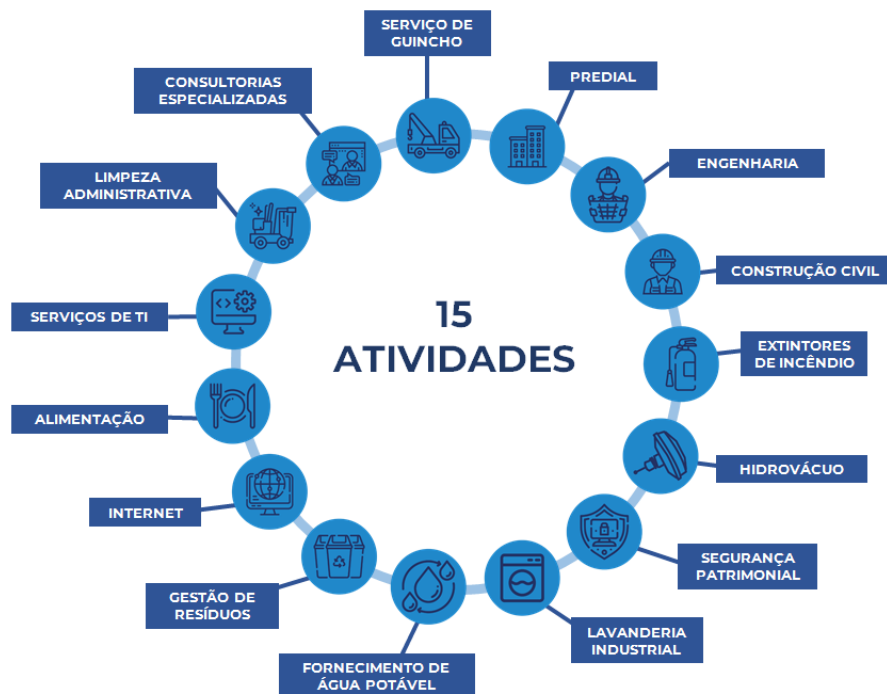 SERVIÇO DE
GUINCHO
PREDIAL
CONSULTORIAS
ESPECIALIZADAS
ENGENHARIA
LIMPEZA
ADMINISTRATIVA
CONSTRUÇÃO CIVIL
SERVIÇOS DE TI
15
ATIVIDADES
EXTINTORES
DE INCÊNDIO
ALIMENTAÇÃO
HIDROVÁCUO
INTERNET
SEGURANÇA
PATRIMONIAL
GESTÃO DE
RESÍDUOS
LAVANDERIA
INDUSTRIAL
FORNECIMENTO DE
ÁGUA POTÁVEL